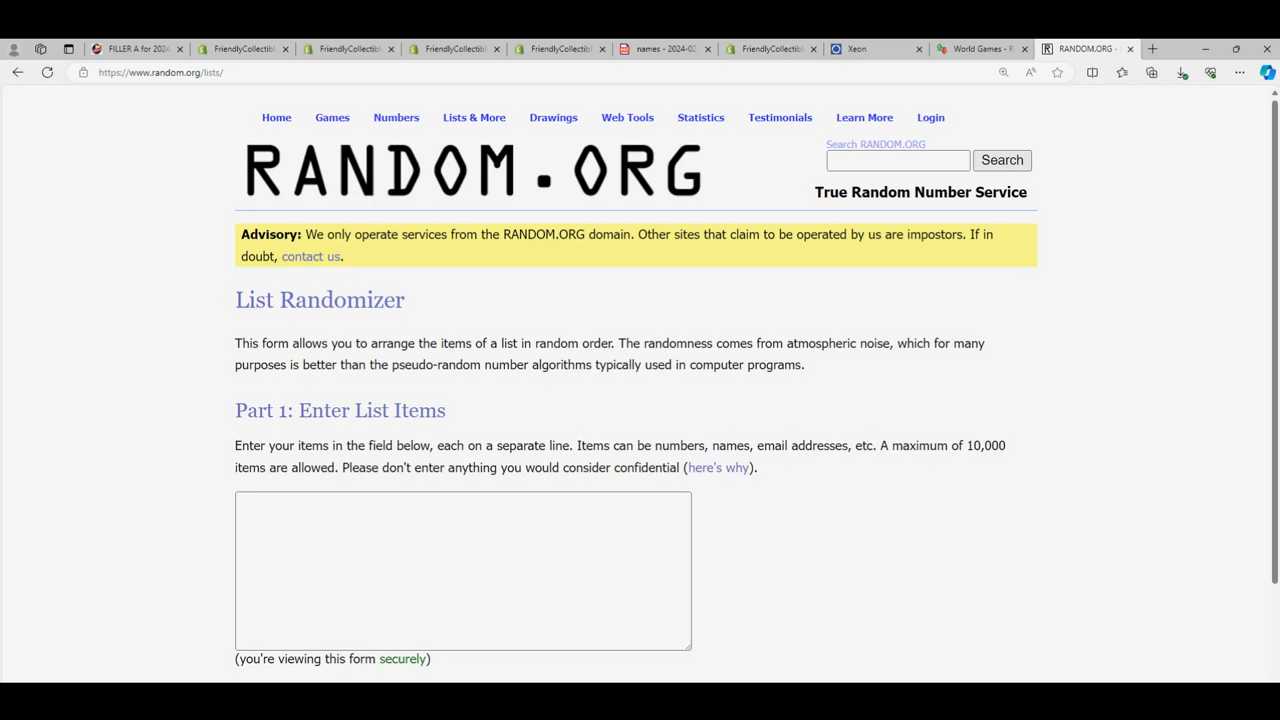 FILLER A for 2024
FriendlyCollectibl
FriendlyCollectibl
FriendlyCollectibl
FriendlyCollectibl
names - 2024-02
FriendlyCollectibl
Xeon
World Games - R
RANDOM.ORG -
https://www.random.org/lists/
Home Games Numbers Lists & More Drawings Web Tools Statistics Testimonials Learn More Login
RANDOM.ORG
Search RANDOM.ORG
Search
True Random Number Service
Advisory: We only operate services from the RANDOM.ORG domain. Other sites that claim to be operated by us are impostors. If in
doubt, contact us.
List Randomizer
This form allows you to arrange the items of a list in random order. The randomness comes from atmospheric noise, which for many
purposes is better than the pseudo-random number algorithms typically used in computer programs.
Part 1: Enter List Items
Enter your items in the field below, each on a separate line. Items can be numbers, names, email addresses, etc. A maximum of 10,000
items are allowed. Please don't enter anything you would consider confidential (here's why).
(you're viewing this form securely)